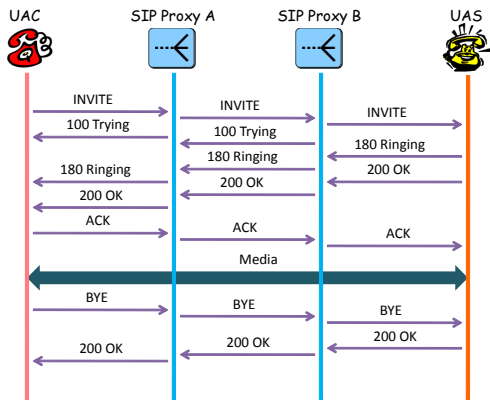 UAC SIP Proxy A SIP Proxy B UAS
INVITE
INVITE
INVITE
100 Trying
100 Trying
180 Ringing
180 Ringing
180 Ringing
200 OK
200 OK
200 OK
ACK
ACK
ACK
Media
BYE
BYE
BYE
200 OK
200 OK
200 OK